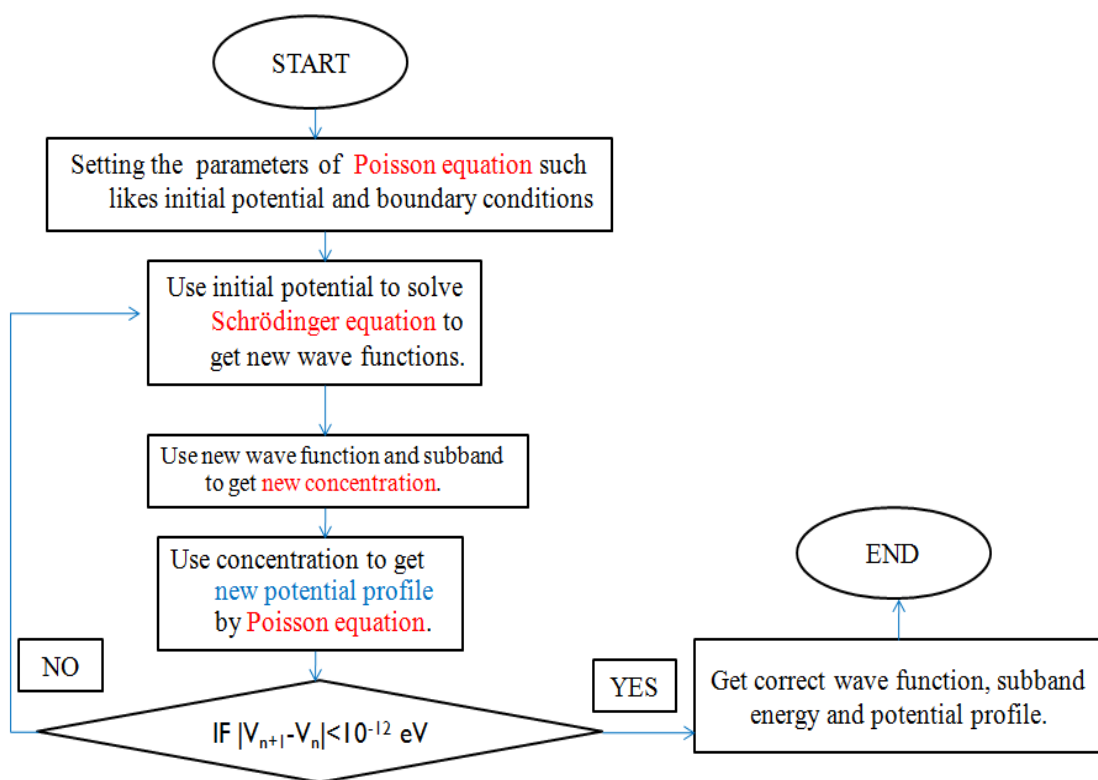 START
Setting the parameters of Poisson equation such
likes initial potential and boundary conditions
Use initial potential to solve
Schrödinger equation to
get new wave functions.
Use new wave function and subband
to get new concentration.
Use concentration to get
new potential profile
by Poisson equation.
END
NO
YES
Get correct wave function, subband
energy and potential profile.
IF |Vₙ₊₁-Vₙ|<10⁻¹² eV